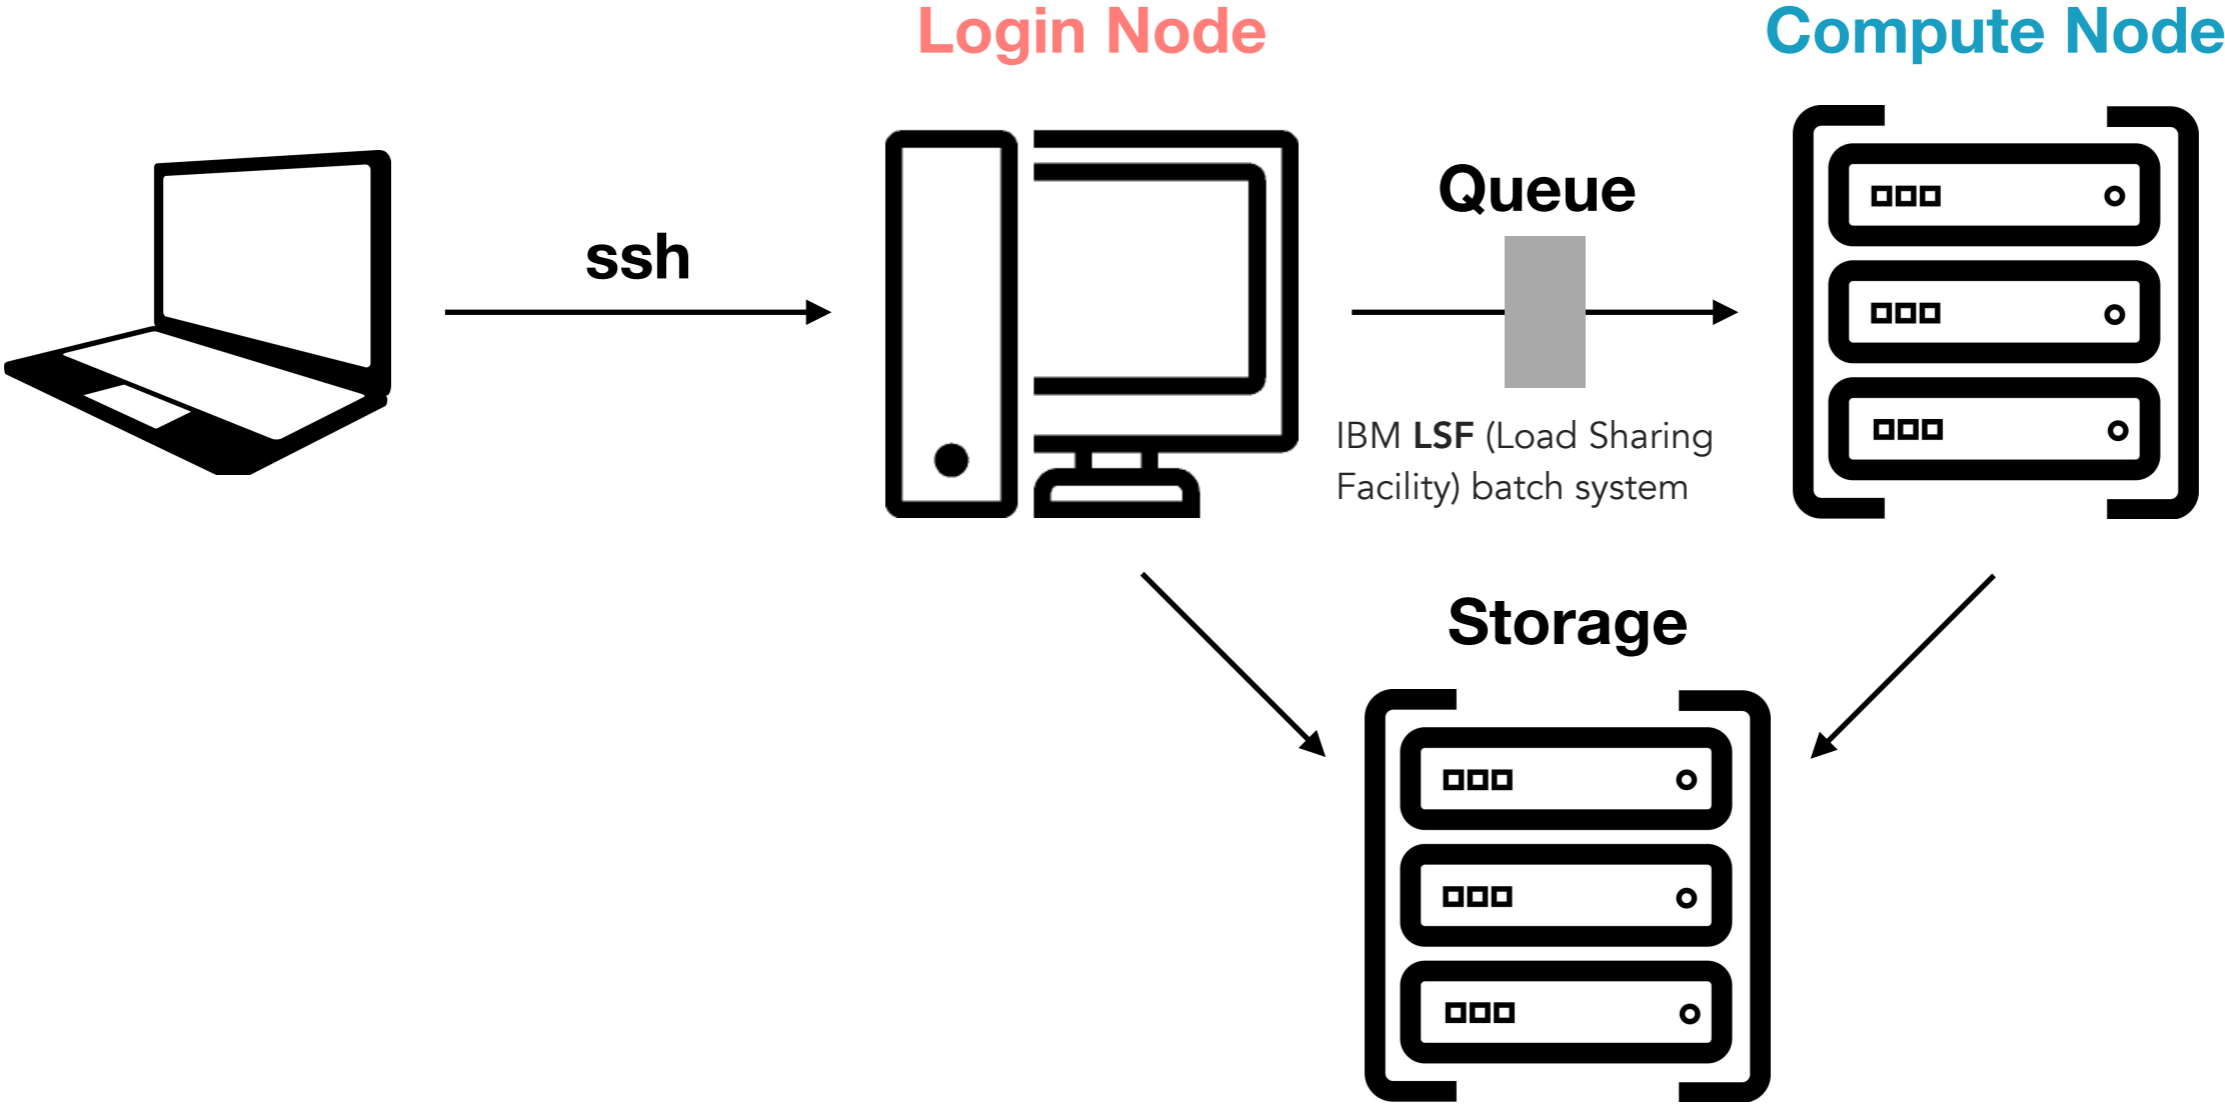 Login Node
Compute Node
ssh
Queue
IBM LSF (Load Sharing
Facility) batch system
Storage